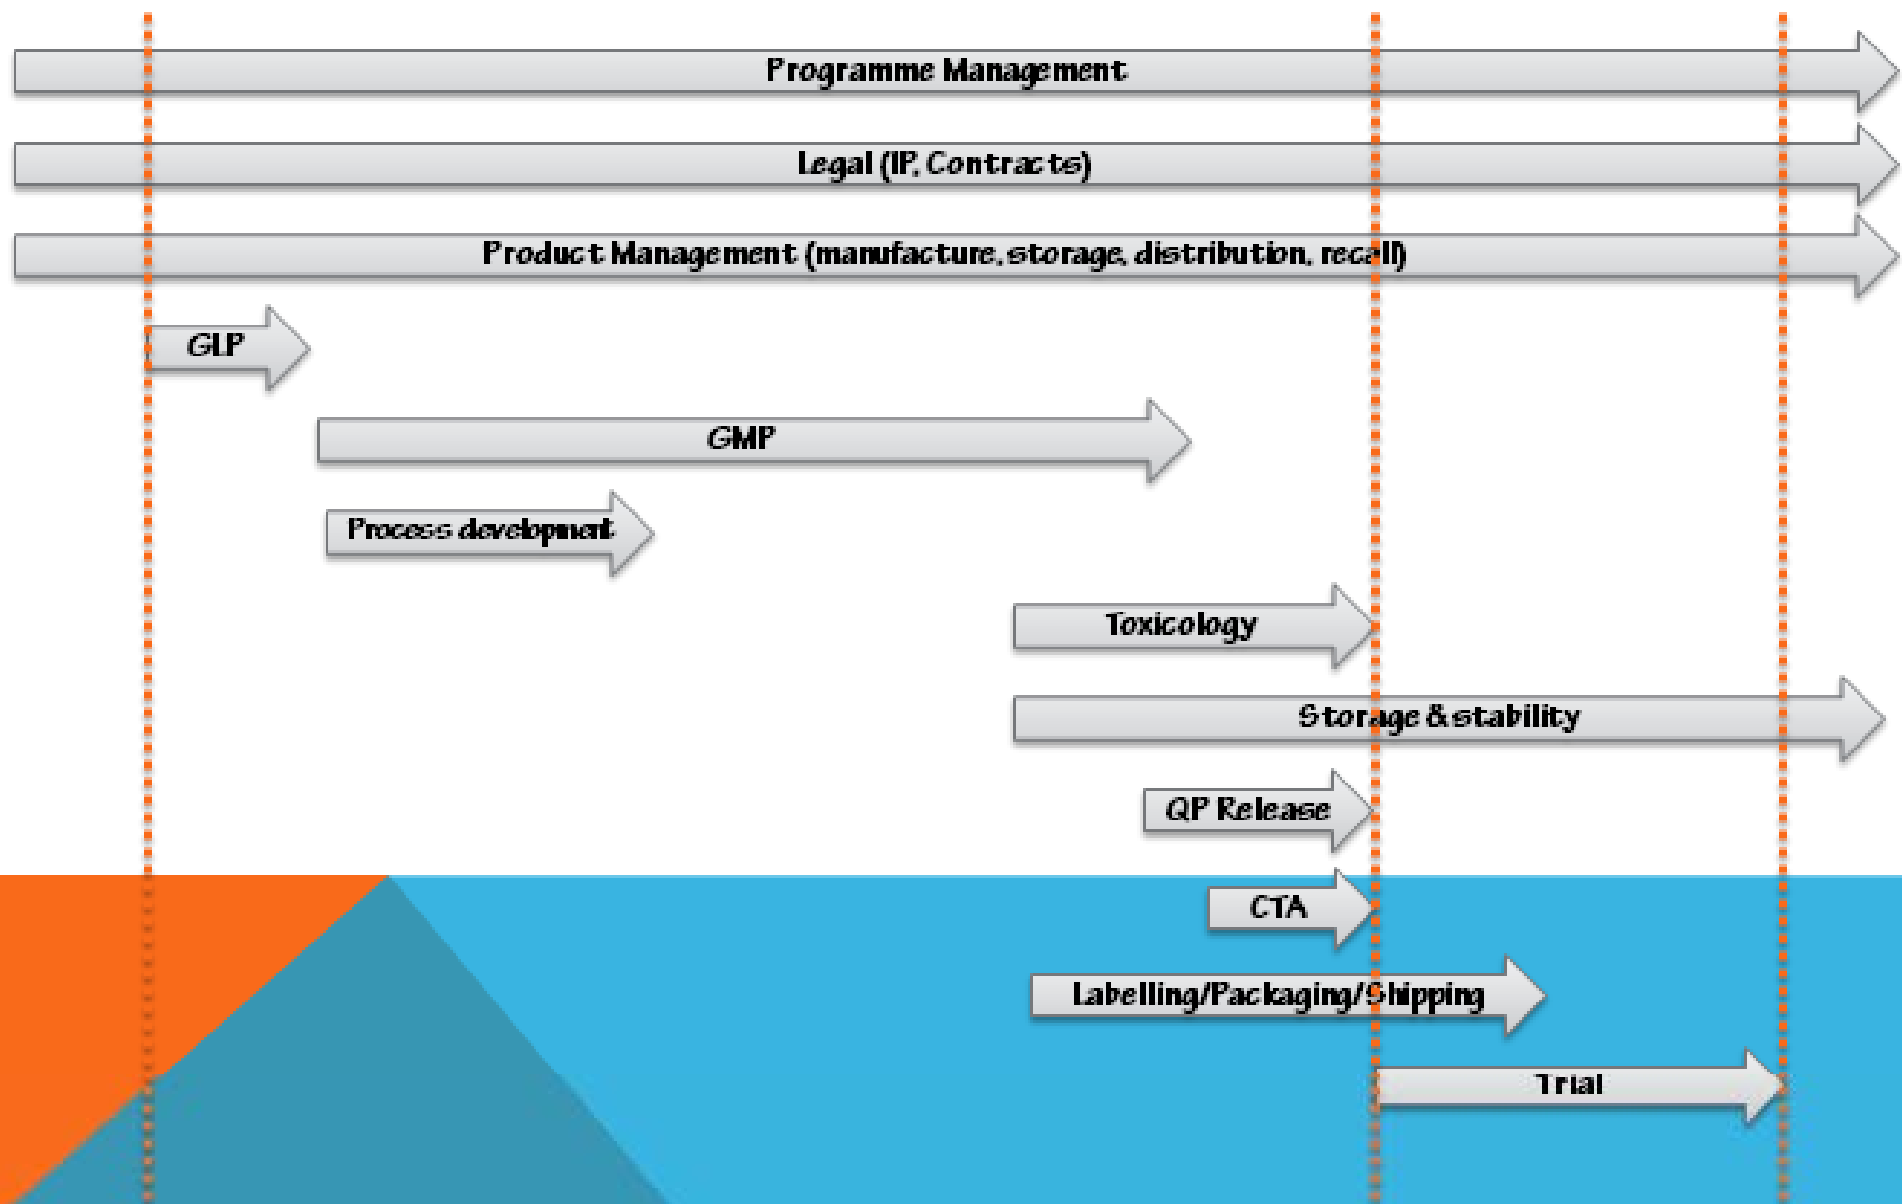 Programme Management
Legal (IP, Contracts)
Product Management (manufacture, storage, distribution, recall)
GLP
GMP
Process development
Toxicology
Storage & stability
QP Release
CTA
Labelling/Packaging/Shipping
Trial